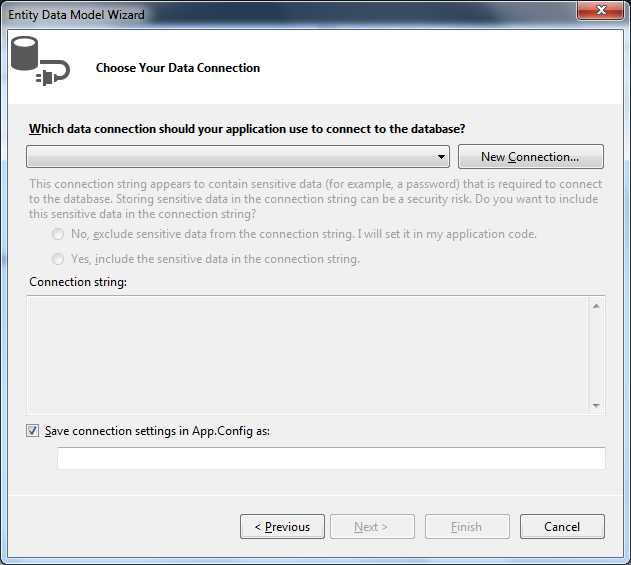 Entity Data Model Wizard
Choose Your Data Connection
Which data connection should your application use to connect to the database?
New Connection...
This connection string appears to contain sensitive data (for example, a password) that is required to connect
to the database. Storing sensitive data in the connection string can be a security risk. Do you want to include
this sensitive data in the connection string?
No, exclude sensitive data from the connection string. I will set it in my application code.
Yes, include the sensitive data in the connection string.
Connection string:
Save connection settings in App.Config as:
< Previous
Next >
Finish
Cancel